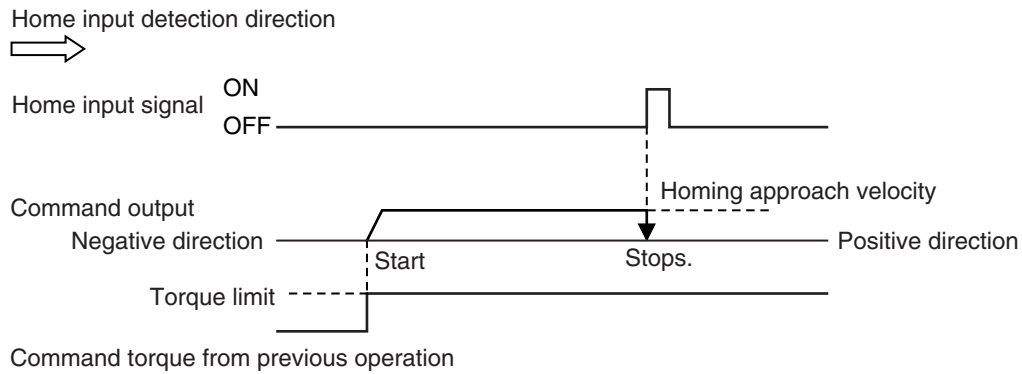 Home input detection direction
ON
Home input signal
OFF
Homing approach velocity
Command output
Negative direction
Positive direction
Start
Stops.
Torque limit
Command torque from previous operation